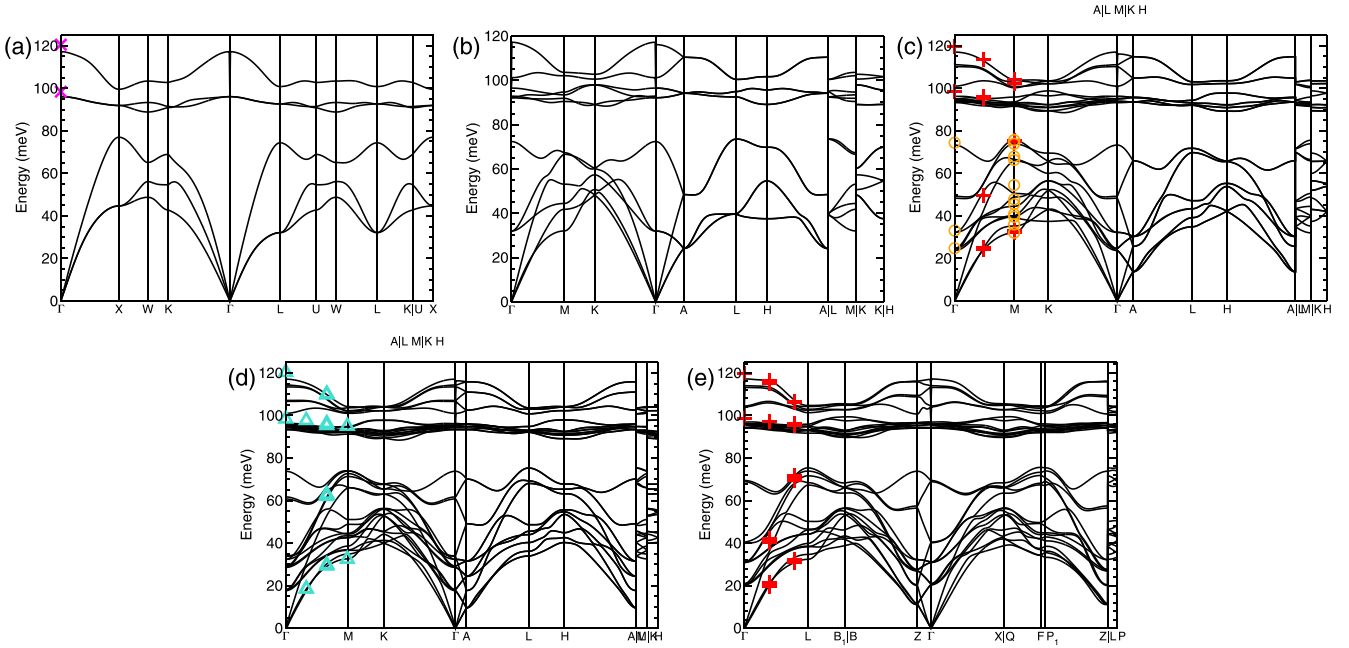 A|L M|K H
(a)
(b)
(c)
120
100
80
60
40
20
0
Energy (meV)
Γ X W K Γ L U W L K|U X
120
100
80
60
40
20
0
Energy (meV)
Γ M K Γ A L H A|L M|K K|H
120
100
80
60
40
20
0
Energy (meV)
Γ M K Γ A L H A|L M|K H
A|L M|K H
(d)
(e)
120
100
80
60
40
20
0
Energy (meV)
Γ M K Γ A L H A|L M|K H
120
100
80
60
40
20
0
Energy (meV)
Γ L B₁|B Z Γ X|Q F P₁ Z|L P